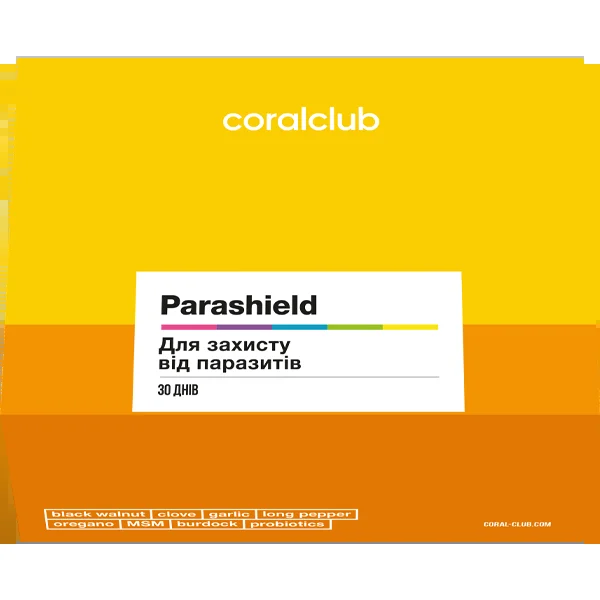 coralclub
Parashield
Для захисту
від паразитів
30 ДНІВ
black walnut clove garlic long pepper
oregano MSM burdock probiotics
CORAL-CLUB.COM